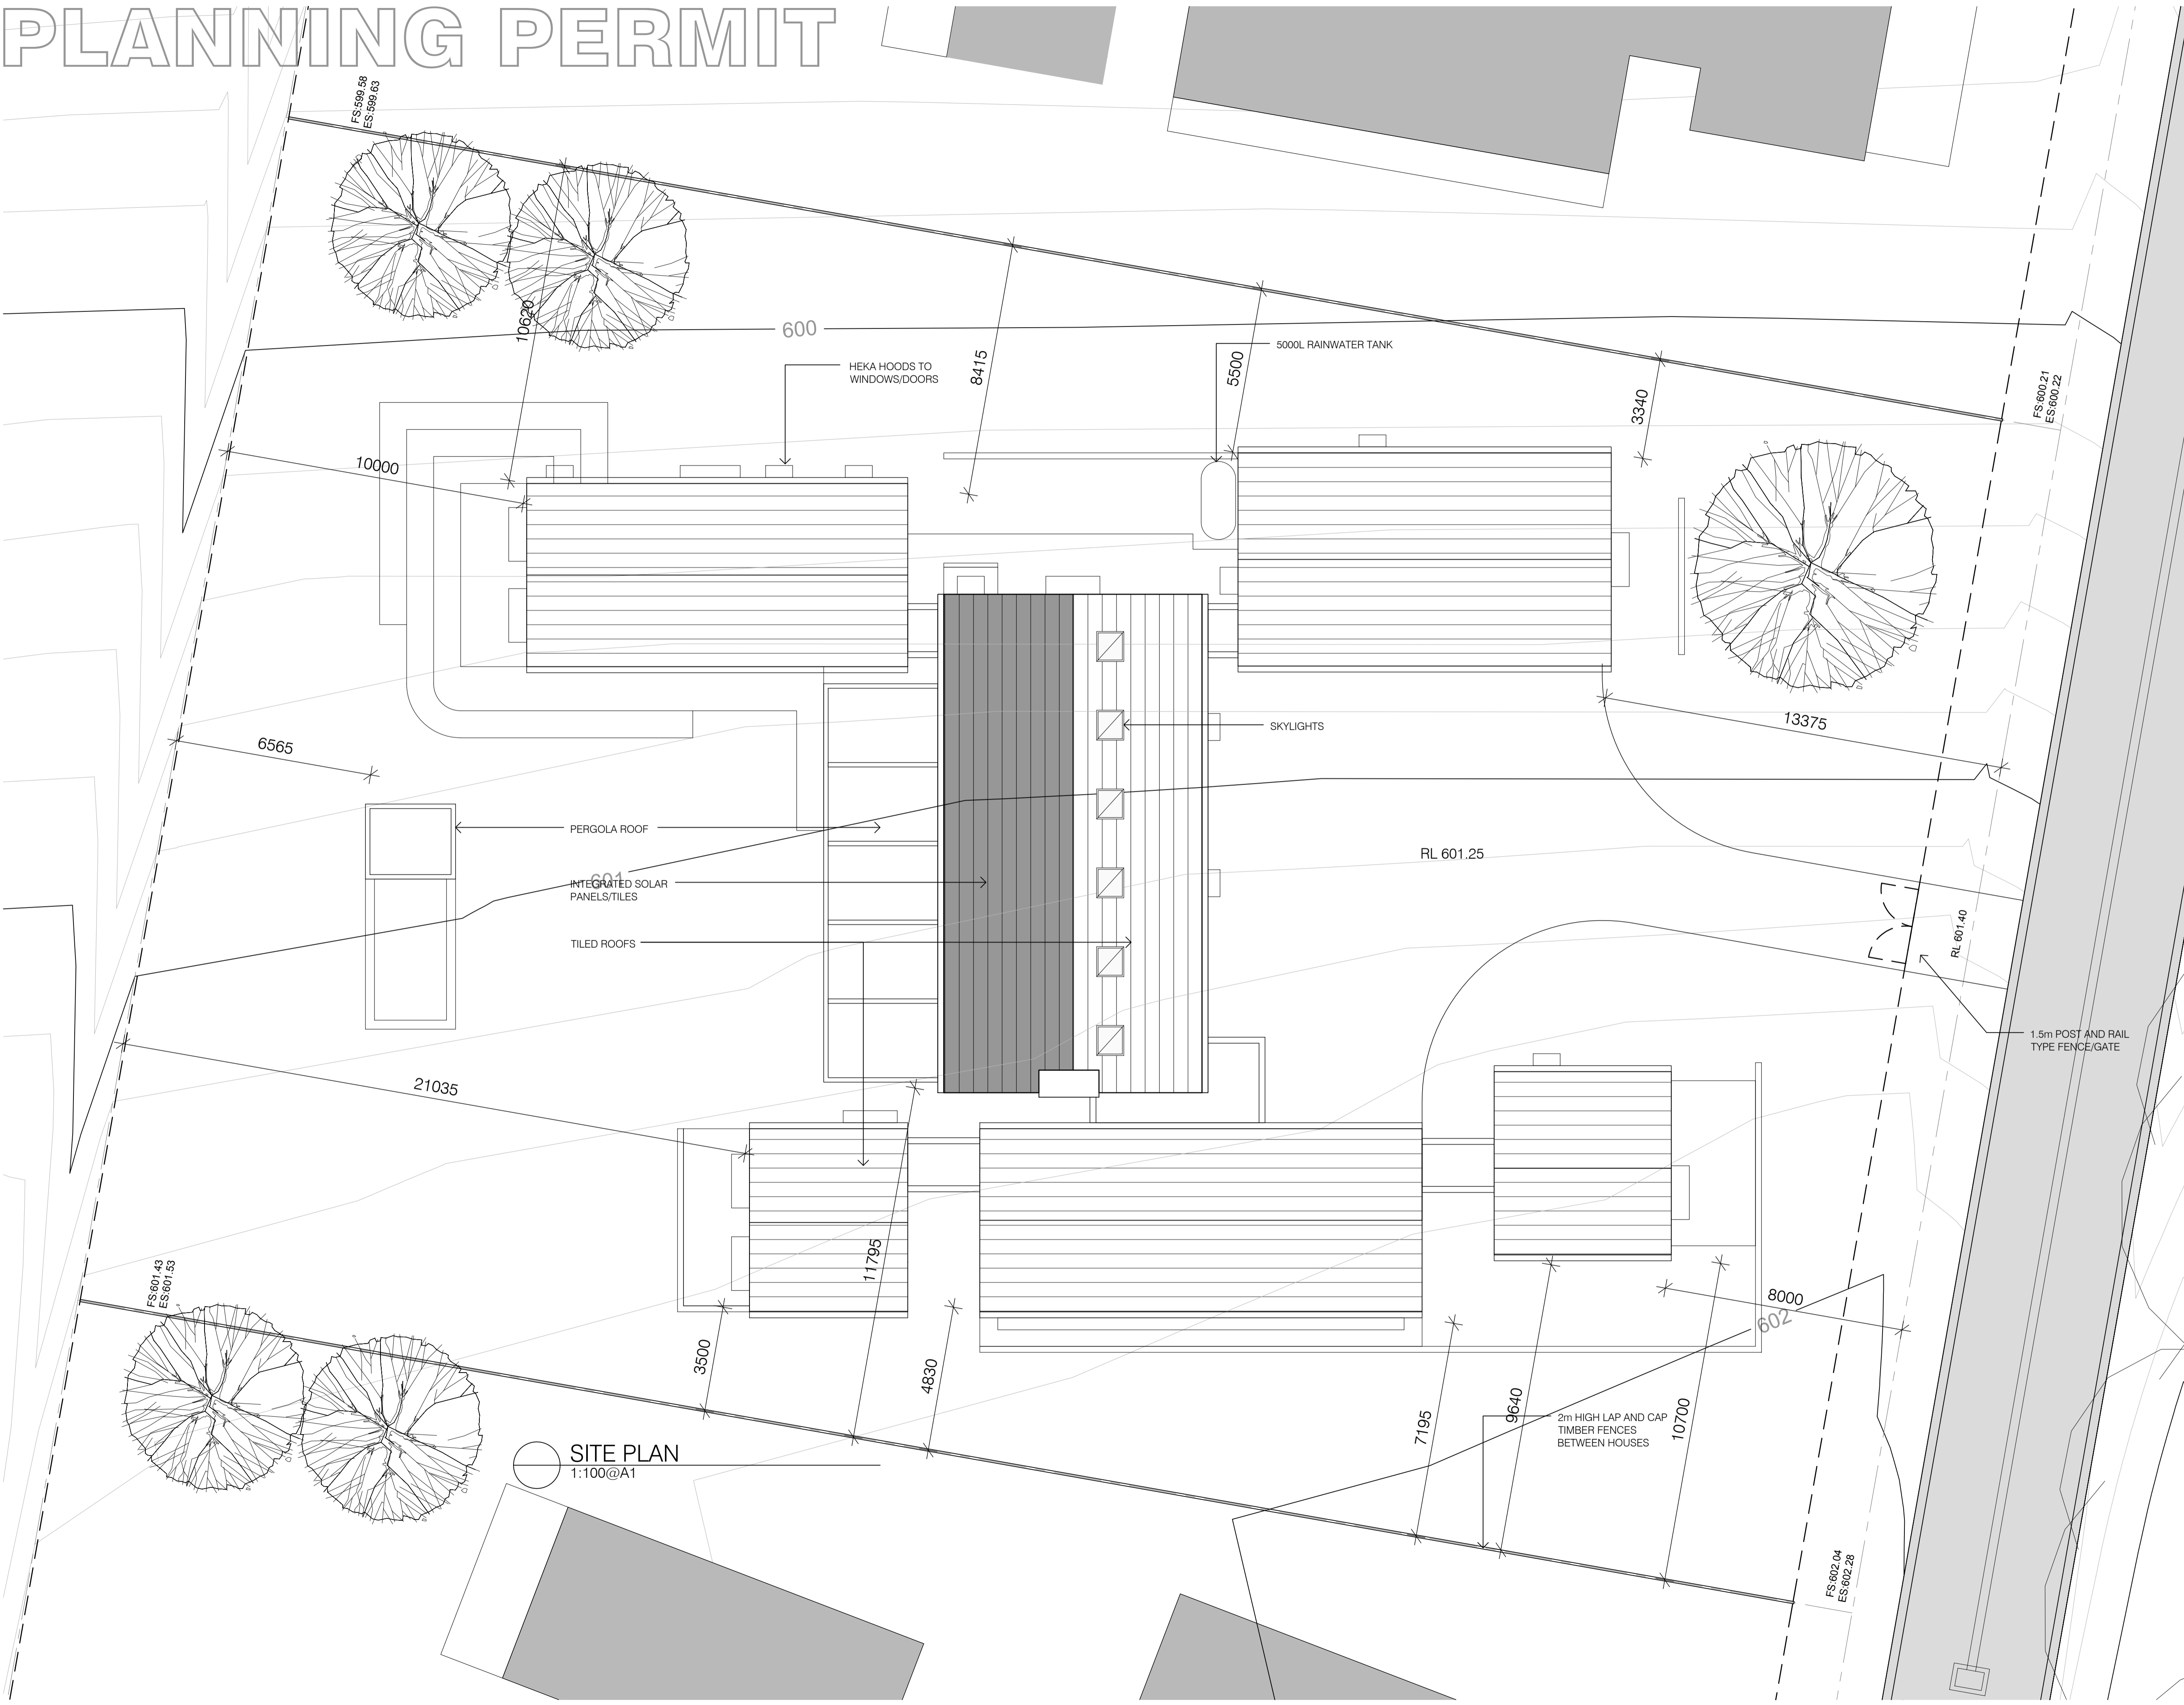 PLANNING PERMIT
FS:599.58
ES:599.63
10620
600
8415
5500
5000L RAINWATER TANK
HEKA HOODS TO
WINDOWS/DOORS
3340
FS:600.21
ES:600.22
10000
6565
SKYLIGHTS
13375
PERGOLA ROOF
RL 601.25
601
INTEGRATED SOLAR
PANELS/TILES
TILED ROOFS
RL 601.40
1.5m POST AND RAIL
TYPE FENCE/GATE
21035
11795
FS:601.43
ES:601.53
8000
602
3500
4830
7195
9640
10700
2m HIGH LAP AND CAP
TIMBER FENCES
BETWEEN HOUSES
SITE PLAN
1:100@A1
FS:602.04
ES:602.28